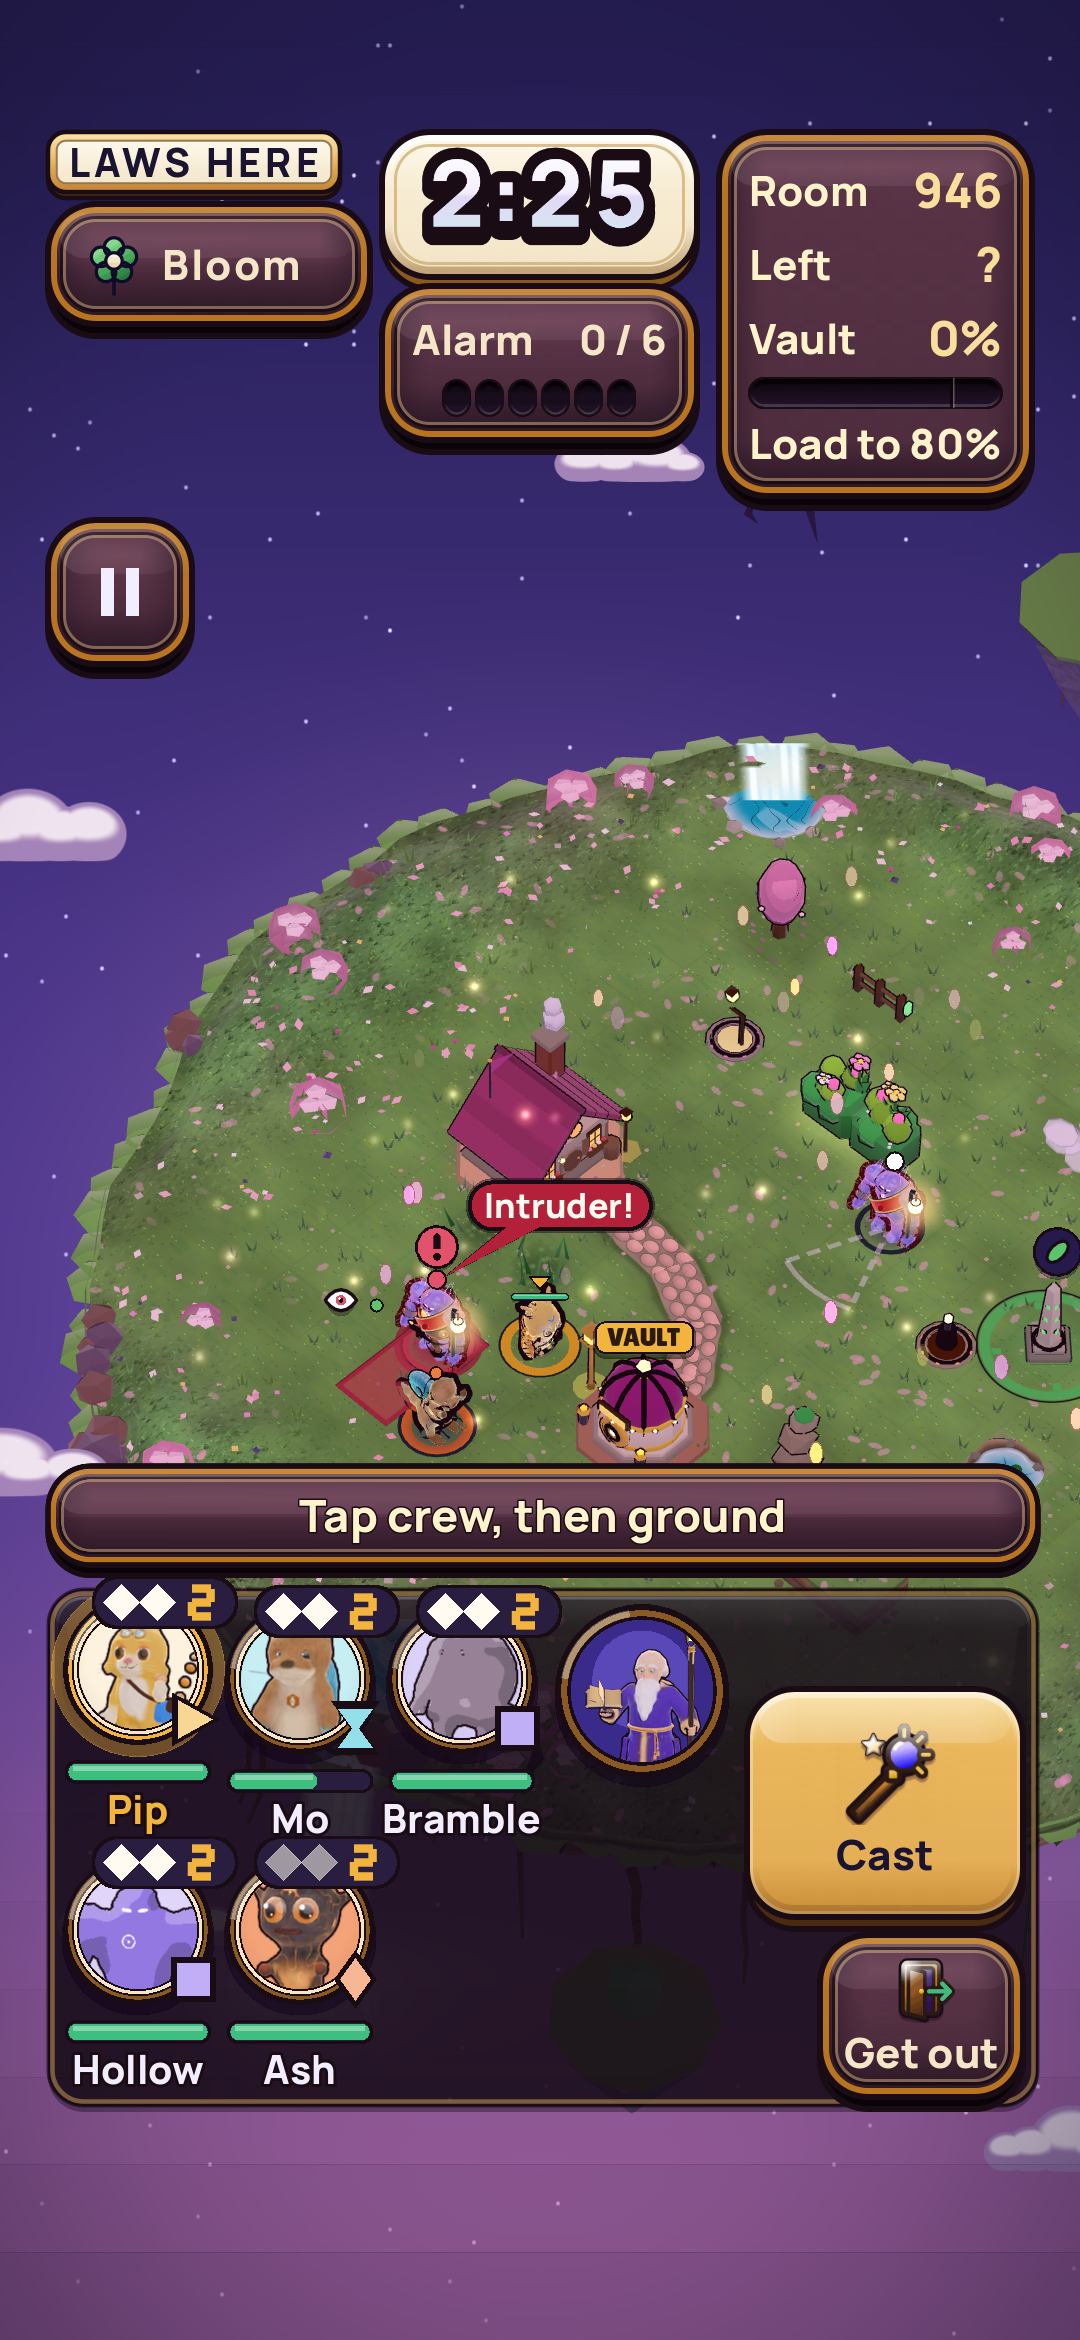 LAWS HERE
Bloom
2:25
Alarm 0 / 6
Room 946
Left ?
Vault 0%
Load to 80%
Intruder!
VAULT
Tap crew, then ground
2
2
2
Pip
Mo
Bramble
2
2
Hollow
Ash
Cast
Get out